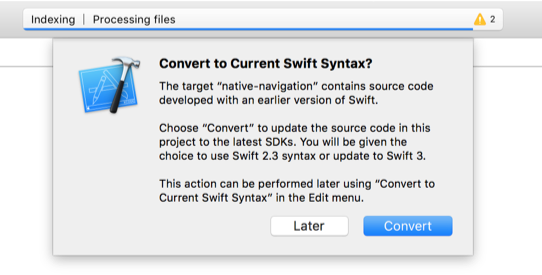 Indexing | Processing files
2
Convert to Current Swift Syntax?
The target “native-navigation” contains source code
developed with an earlier version of Swift.
Choose “Convert” to update the source code in this
project to the latest SDKs. You will be given the
choice to use Swift 2.3 syntax or update to Swift 3.
This action can be performed later using “Convert to
Current Swift Syntax” in the Edit menu.
Later
Convert